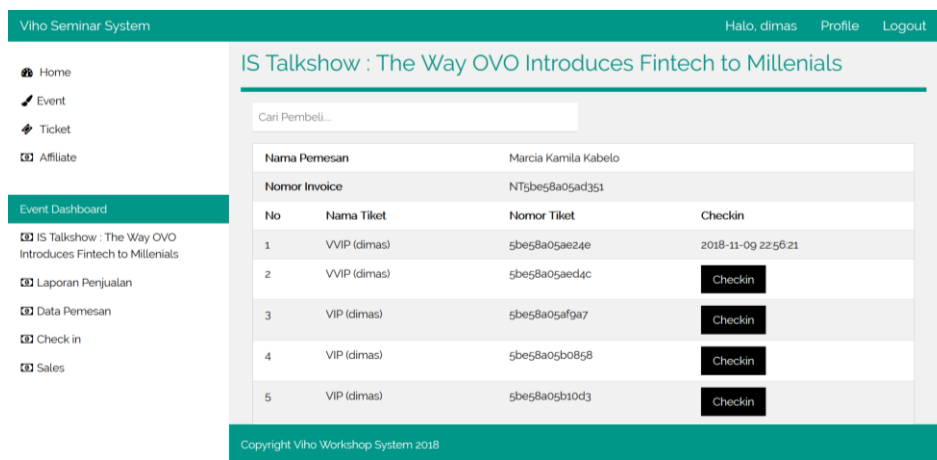 Viho Seminar System
Halo, dimas Profile Logout
Home
Event
Ticket
Affiliate
Event Dashboard
IS Talkshow : The Way OVO
Introduces Fintech to Millenials
Laporan Penjualan
Data Pemesan
Check in
Sales
IS Talkshow : The Way OVO Introduces Fintech to Millenials
Cari Pembeli...
Nama Pemesan Marcia Kamila Kabelo
Nomor Invoice NT5be58a05ad351
No Nama Tiket Nomor Tiket Checkin
1 VVIP (dimas) 5be58a05ae24e 2018-11-09 22:56:21
2 VVIP (dimas) 5be58a05aed4c Checkin
3 VIP (dimas) 5be58a05af9a7 Checkin
4 VIP (dimas) 5be58a05b0858 Checkin
5 VIP (dimas) 5be58a05b10d3 Checkin
Copyright Viho Workshop System 2018